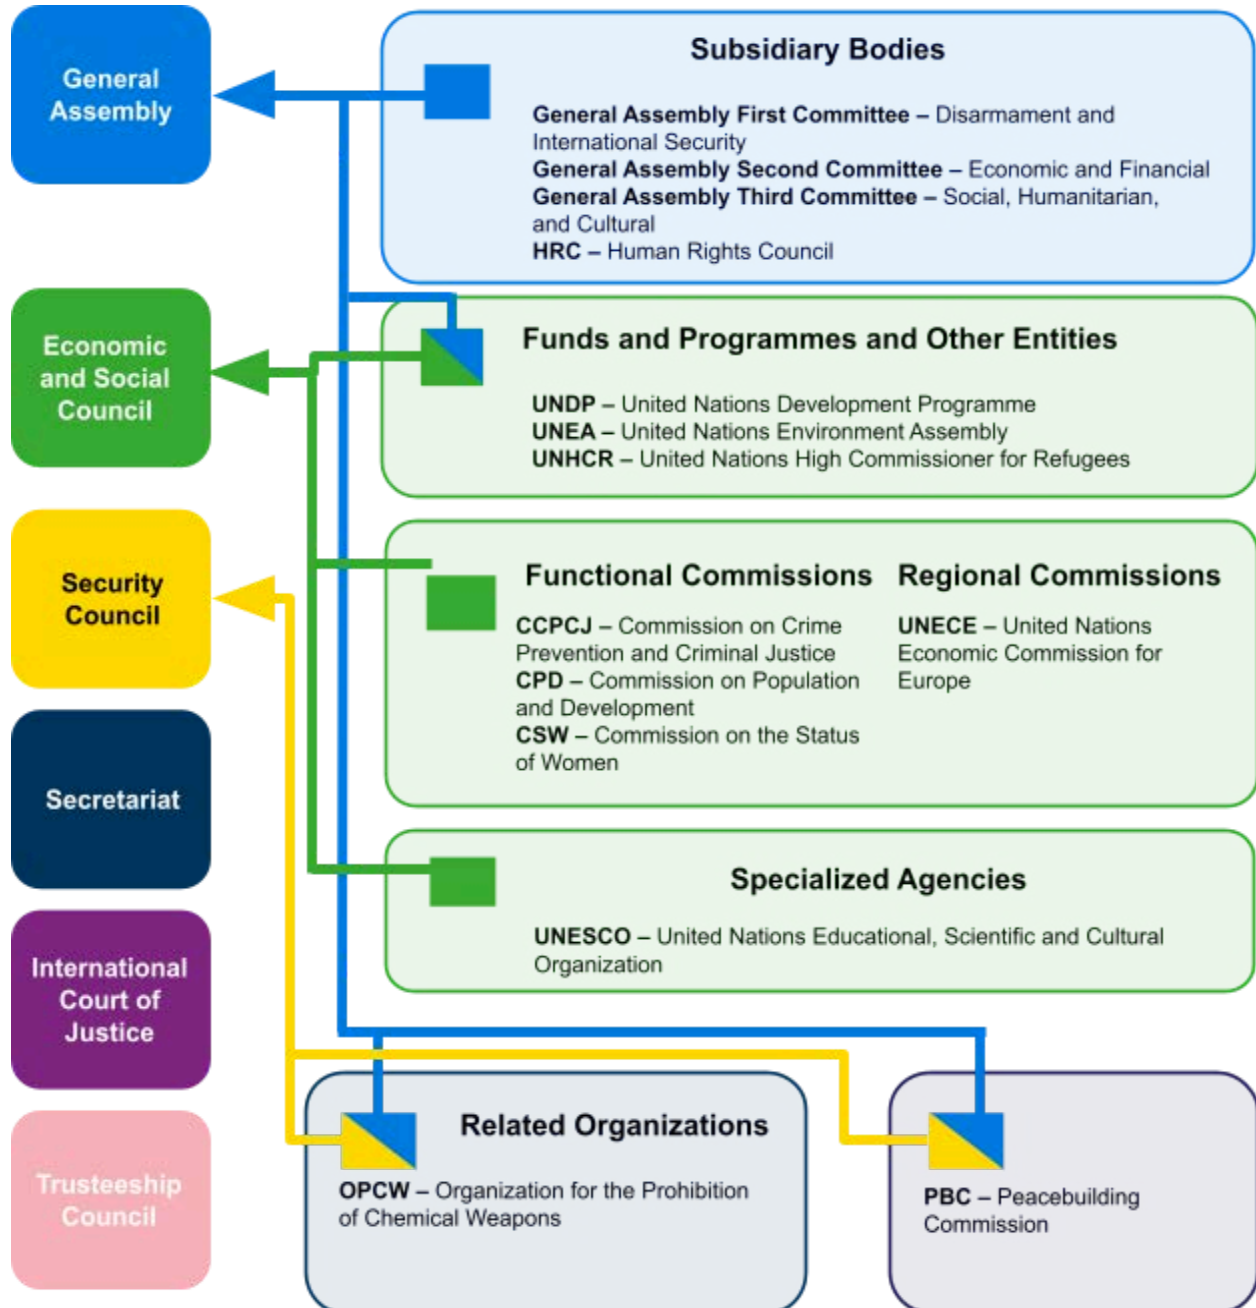 General
Assembly
Subsidiary Bodies
General Assembly First Committee – Disarmament and
International Security
General Assembly Second Committee – Economic and Financial
General Assembly Third Committee – Social, Humanitarian,
and Cultural
HRC – Human Rights Council
Economic
and Social
Council
Funds and Programmes and Other Entities
UNDP – United Nations Development Programme
UNEA – United Nations Environment Assembly
UNHCR – United Nations High Commissioner for Refugees
Security
Council
Functional Commissions
CCPCJ – Commission on Crime
Prevention and Criminal Justice
CPD – Commission on Population
and Development
CSW – Commission on the Status
of Women
Regional Commissions
UNECE – United Nations
Economic Commission for
Europe
Secretariat
Specialized Agencies
UNESCO – United Nations Educational, Scientific and Cultural
Organization
International
Court of
Justice
Trusteeship
Council
Related Organizations
OPCW – Organization for the Prohibition
of Chemical Weapons
PBC – Peacebuilding
Commission